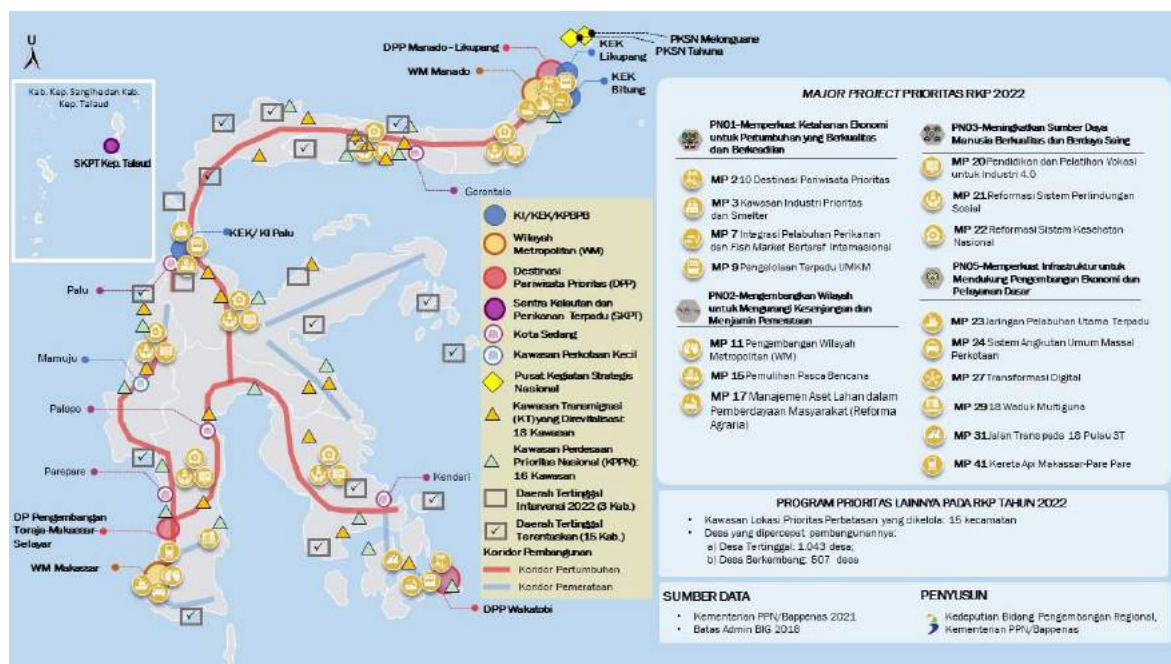 U
Kab. Kep. Sangihe dan Kab.
Kep. Talaud
SKPT Kep. Talaud
DPP Manado - Likupang
WM Manado
PKSN Melonguane
PKSN Tahuna
KEK
Likupang
KEK
Bitung
Gorontalo
KEK/ KI Palu
Palu
Mamuju
Palopo
Parepare
Kendari
DP Pengembangan
Toraja-Makassar-
Selayar
WM Makassar
DPP Wakatobi
KI/KEK/KPBPB
Wilayah
Metropolitan (WM)
Destinasi
Pariwisata Prioritas (DPP)
Sentra Kelautan dan
Perikanan Terpadu (SKPT)
Kota Sedang
Kawasan Perkotaan Kecil
Pusat Kegiatan Strategis
Nasional
Kawasan Transmigrasi
(KT) yang Direvitalisasi:
18 Kawasan
Kawasan Perdesaan
Prioritas Nasional (KPPN):
16 Kawasan
Daerah Tertinggal
Intervensi 2022 (3 Kab.)
Daerah Tertinggal
Terentaskan (15 Kab.)
Koridor Pembangunan
Koridor Pertumbuhan
Koridor Pemerataan
MAJOR PROJECT PRIORITAS RKP 2022
PN01-Memperkuat Ketahanan Ekonomi
untuk Pertumbuhan yang Berkualitas
dan Berkeadilan
MP 2 10 Destinasi Pariwisata Prioritas
MP 3 Kawasan Industri Prioritas
dan Smelter
MP 7 Integrasi Pelabuhan Perikanan
dan Fish Market Bertaraf Internasional
MP 9 Pengelolaan Terpadu UMKM
PN02-Mengembangkan Wilayah
untuk Mengurangi Kesenjangan dan
Menjamin Pemerataan
MP 11 Pengembangan Wilayah
Metropolitan (WM)
MP 15 Pemulihan Pasca Bencana
MP 17 Manajemen Aset Lahan dalam
Pemberdayaan Masyarakat (Reforma
Agraria)
PN03-Meningkatkan Sumber Daya
Manusia Berkualitas dan Berdaya Saing
MP 20 Pendidikan dan Pelatihan Vokasi
untuk Industri 4.0
MP 21 Reformasi Sistem Perlindungan
Sosial
MP 22 Reformasi Sistem Kesehatan
Nasional
PN05-Memperkuat Infrastruktur untuk
Mendukung Pengembangan Ekonomi dan
Pelayanan Dasar
MP 23 Jaringan Pelabuhan Utama Terpadu
MP 24 Sistem Angkutan Umum Massal
Perkotaan
MP 27 Transformasi Digital
MP 29 18 Waduk Multiguna
MP 31 Jalan Trans pada 18 Pulau 3T
MP 41 Kereta Api Makassar-Pare Pare
PROGRAM PRIORITAS LAINNYA PADA RKP TAHUN 2022
• Kawasan Lokasi Prioritas Perbatasan yang dikelola: 15 kecamatan
• Desa yang dipercepat pembangunannya:
a) Desa Tertinggal: 1.043 desa;
b) Desa Berkembang: 507 desa
SUMBER DATA
• Kementerian PPN/Bappenas 2021
• Batas Admin BIG 2018
PENYUSUN
Kedeputian Bidang Pengembangan Regional,
Kementerian PPN/Bappenas